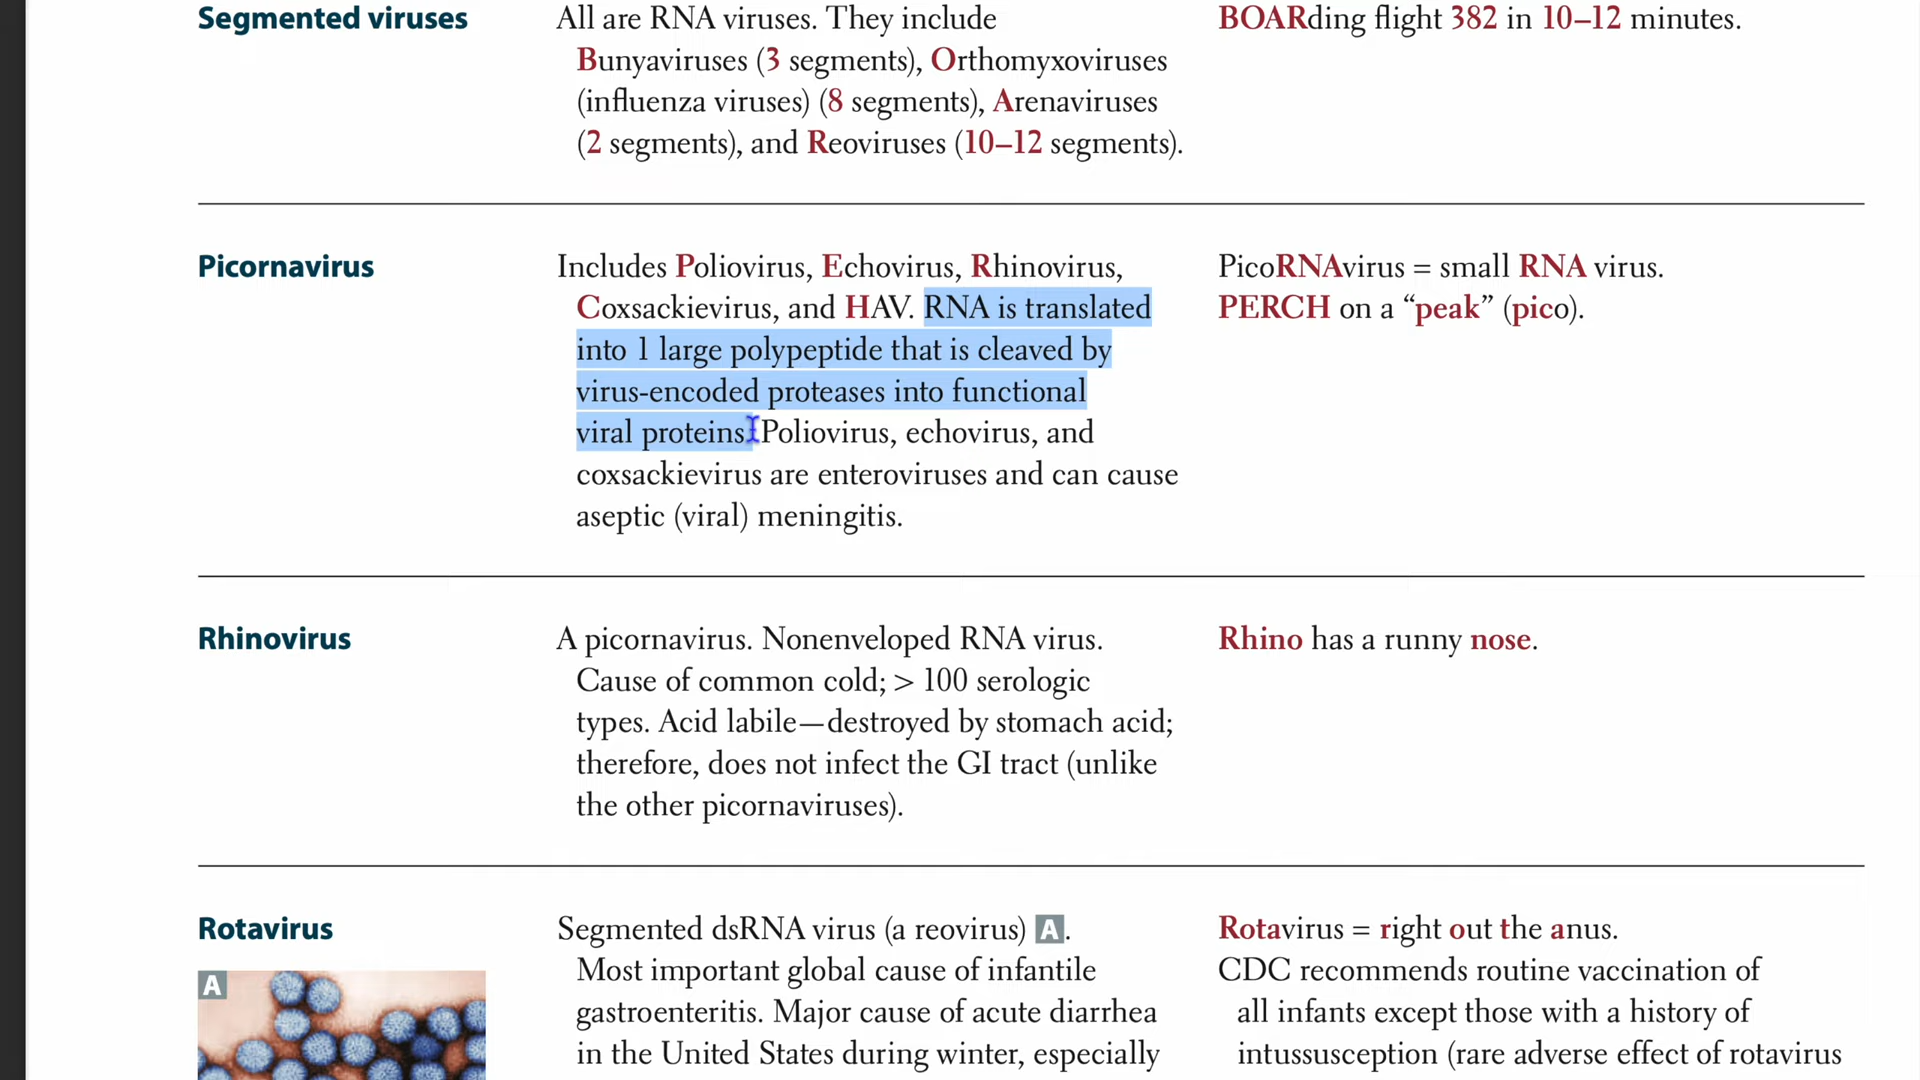 Segmented viruses
All are RNA viruses. They include
Bunyaviruses (3 segments), Orthomyxoviruses
(influenza viruses) (8 segments), Arenaviruses
(2 segments), and Reoviruses (10–12 segments).
BOARding flight 382 in 10–12 minutes.
Picornavirus
Includes Poliovirus, Echovirus, Rhinovirus,
Coxsackievirus, and HAV. RNA is translated
into 1 large polypeptide that is cleaved by
virus-encoded proteases into functional
viral proteins. Poliovirus, echovirus, and
coxsackievirus are enteroviruses and can cause
aseptic (viral) meningitis.
PicoRNAvirus = small RNA virus.
PERCH on a “peak” (pico).
Rhinovirus
A picornavirus. Nonenveloped RNA virus.
Cause of common cold; > 100 serologic
types. Acid labile—destroyed by stomach acid;
therefore, does not infect the GI tract (unlike
the other picornaviruses).
Rhino has a runny nose.
Rotavirus
A
Segmented dsRNA virus (a reovirus) A.
Most important global cause of infantile
gastroenteritis. Major cause of acute diarrhea
in the United States during winter, especially
Rotavirus = right out the anus.
CDC recommends routine vaccination of
all infants except those with a history of
intussusception (rare adverse effect of rotavirus